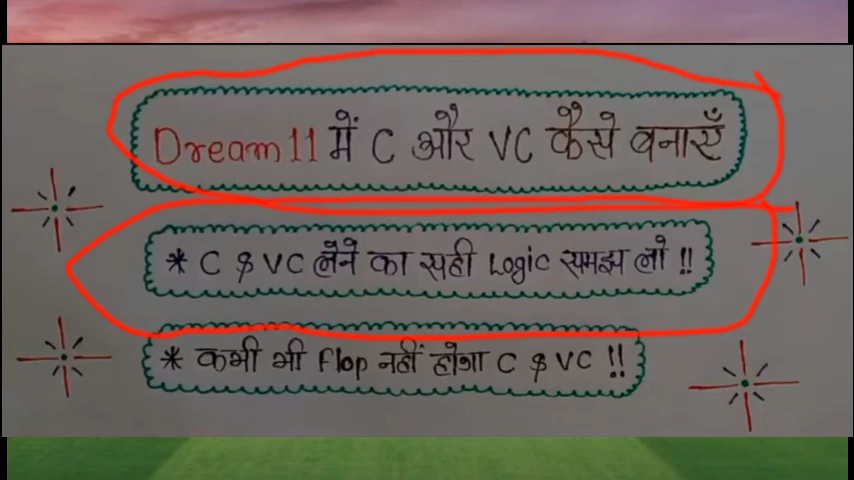 Dream11 में C और VC कैसे बनाएँ
* C & VC लेने का सही Logic समझ लो !!
* कभी भी Flop नहीं होगा C & VC !!